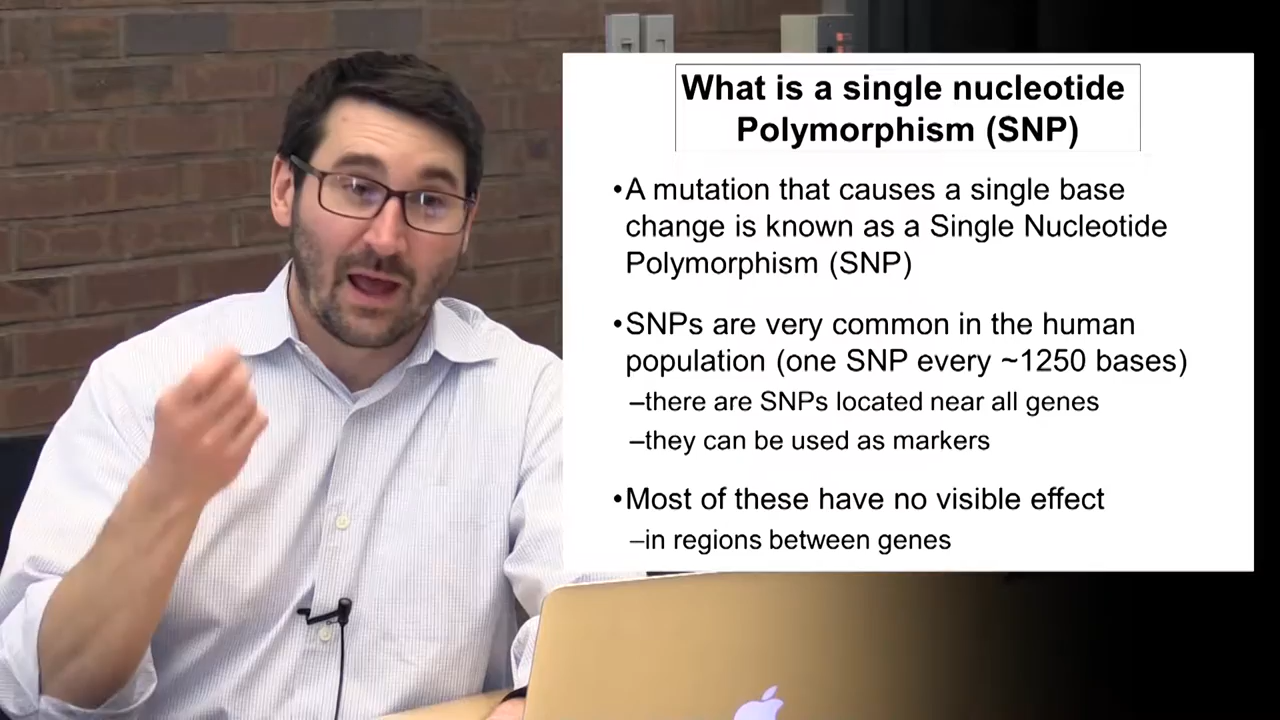 What is a single nucleotide
Polymorphism (SNP)
•A mutation that causes a single base
change is known as a Single Nucleotide
Polymorphism (SNP)
•SNPs are very common in the human
population (one SNP every ~1250 bases)
–there are SNPs located near all genes
–they can be used as markers
•Most of these have no visible effect
–in regions between genes